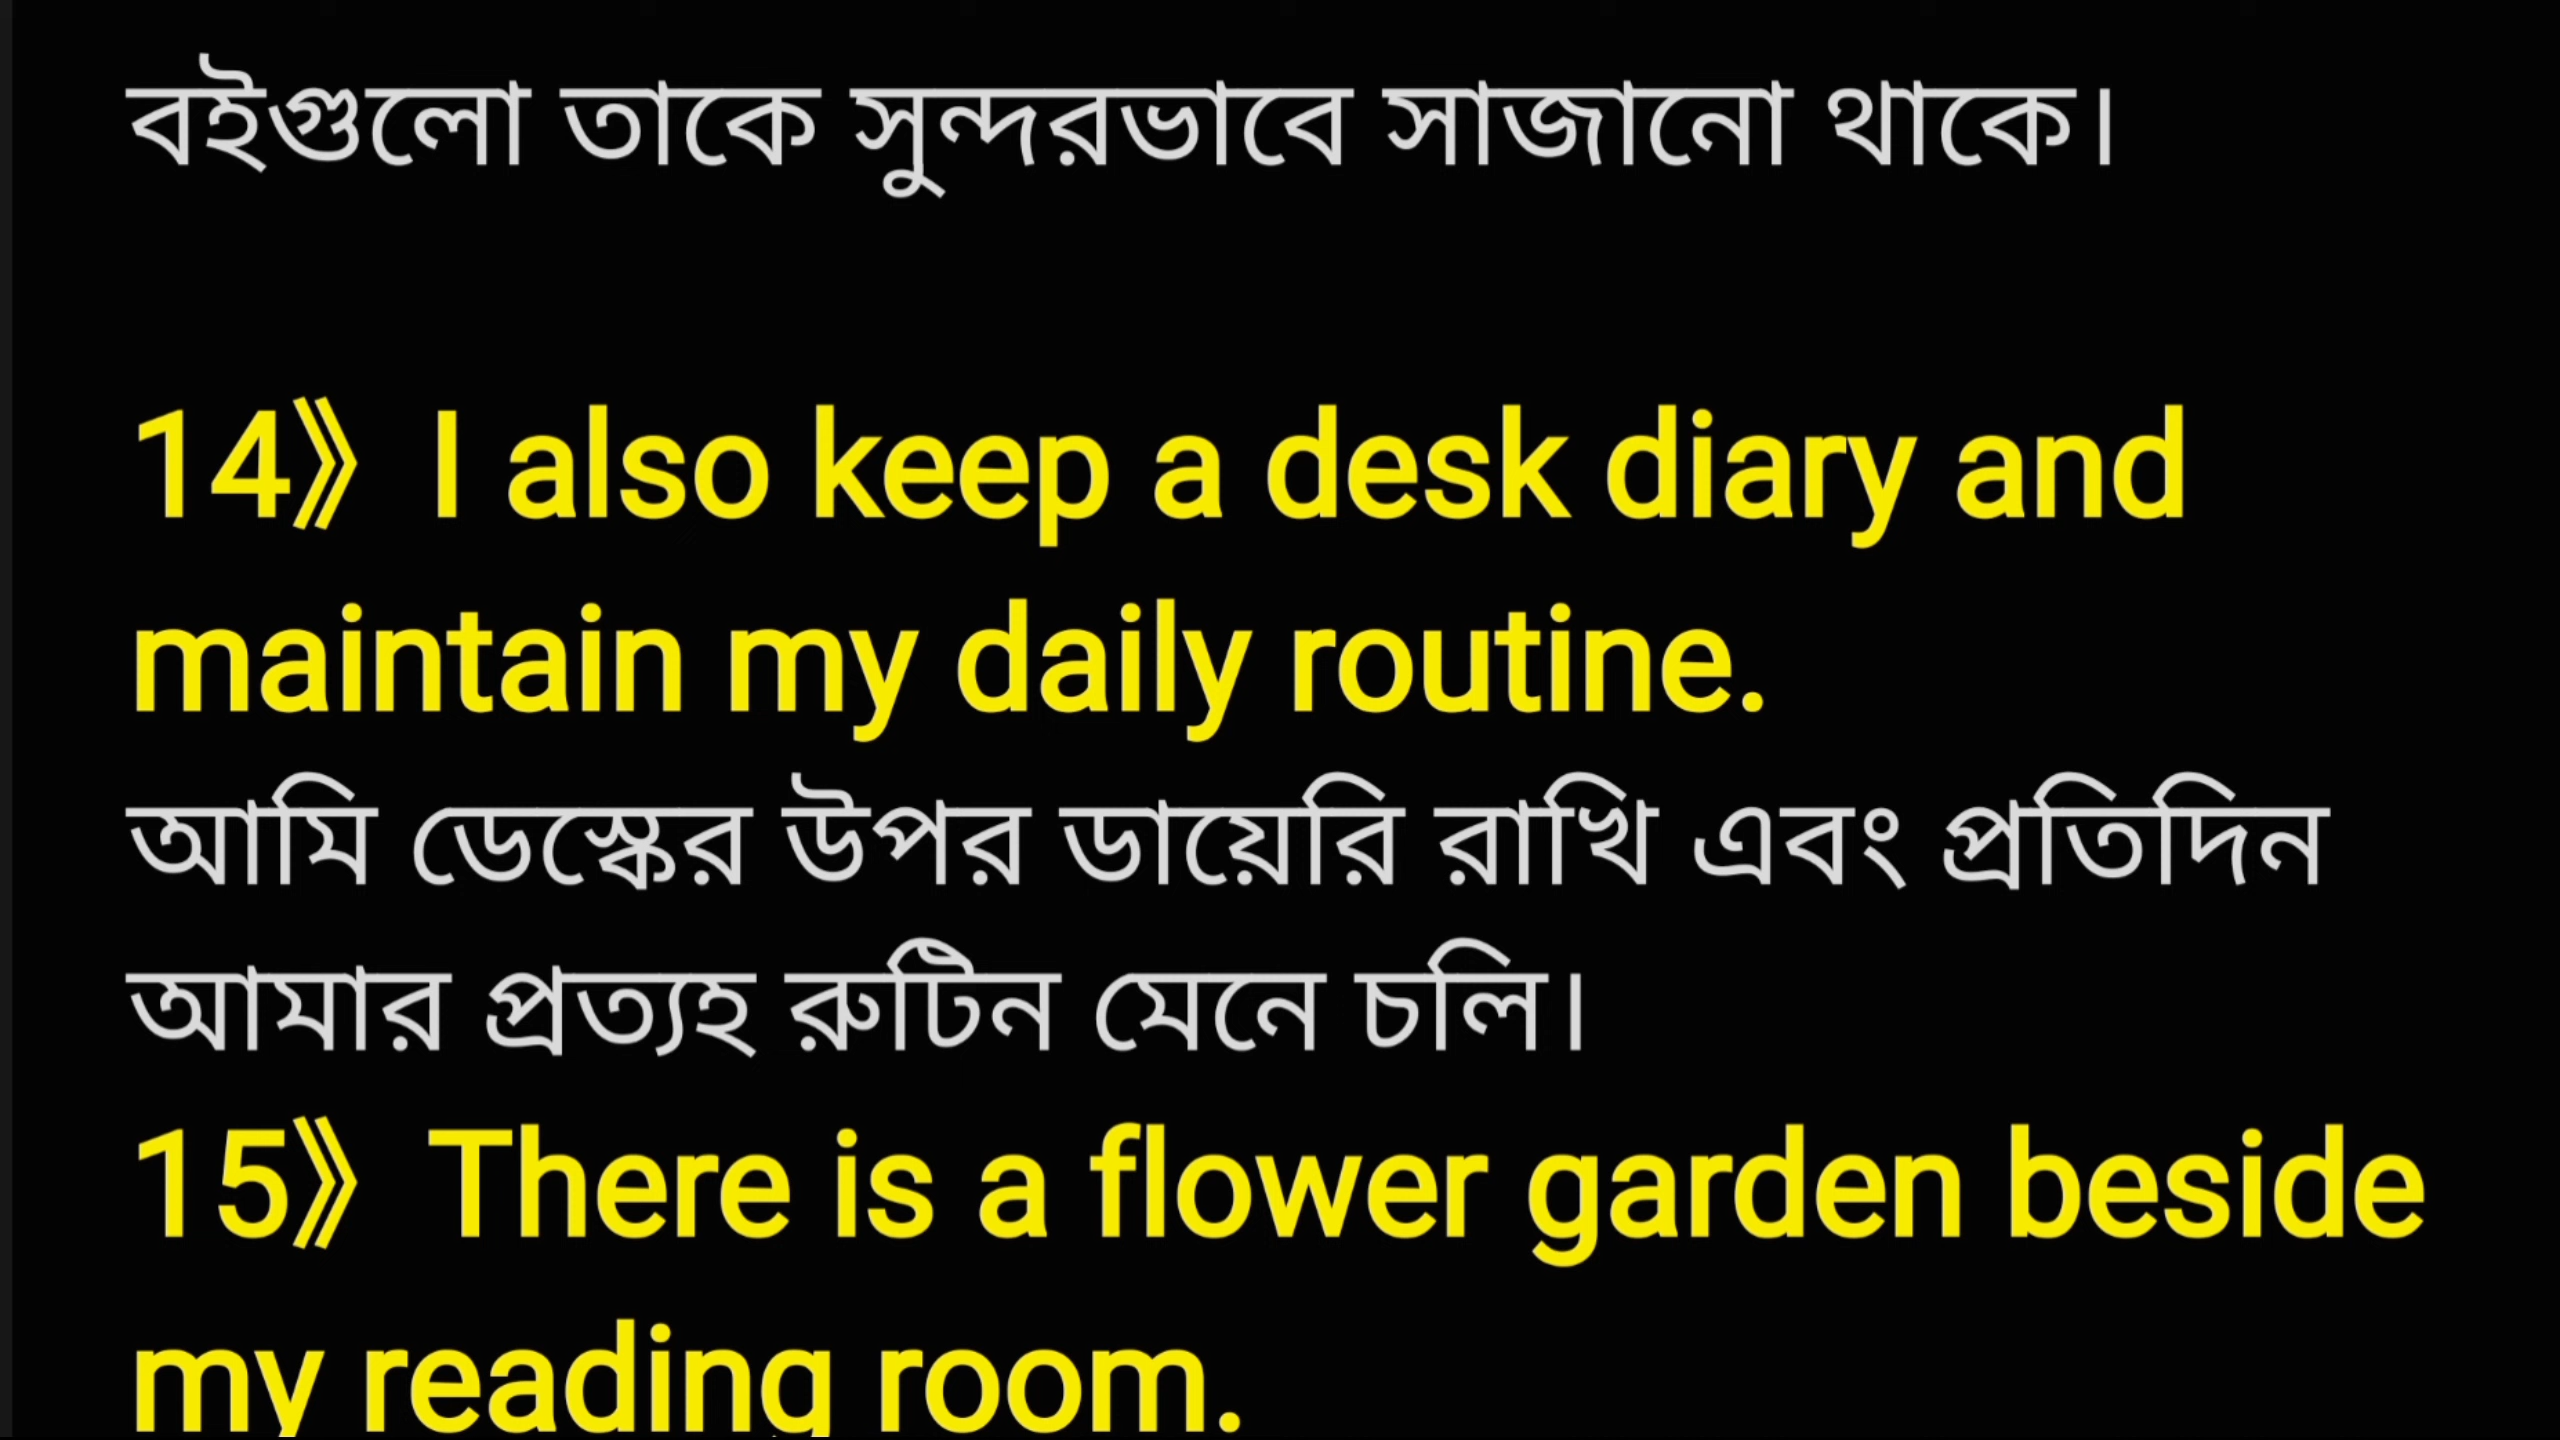 বইগুলো তাকে সুন্দরভাবে সাজানো থাকে।
14》 I also keep a desk diary and
maintain my daily routine.
আমি ডেস্কের উপর ডায়েরি রাখি এবং প্রতিদিন
আমার প্রত্যহ রুটিন মেনে চলি।
15》 There is a flower garden beside
my reading room.